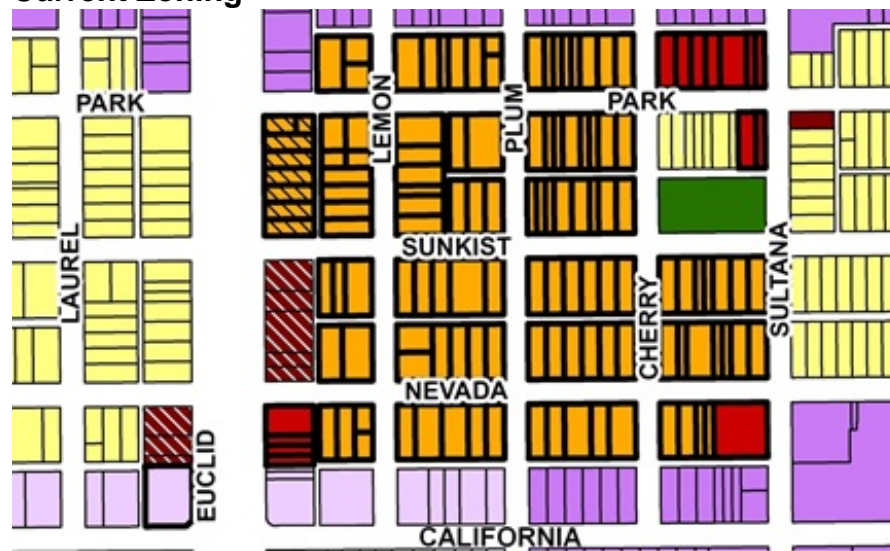 Current Zoning
PARK
LEMON
PLUM
PARK
LAUREL
SUNKIST
SULTANA
CHERRY
NEVADA
EUCLID
CALIFORNIA